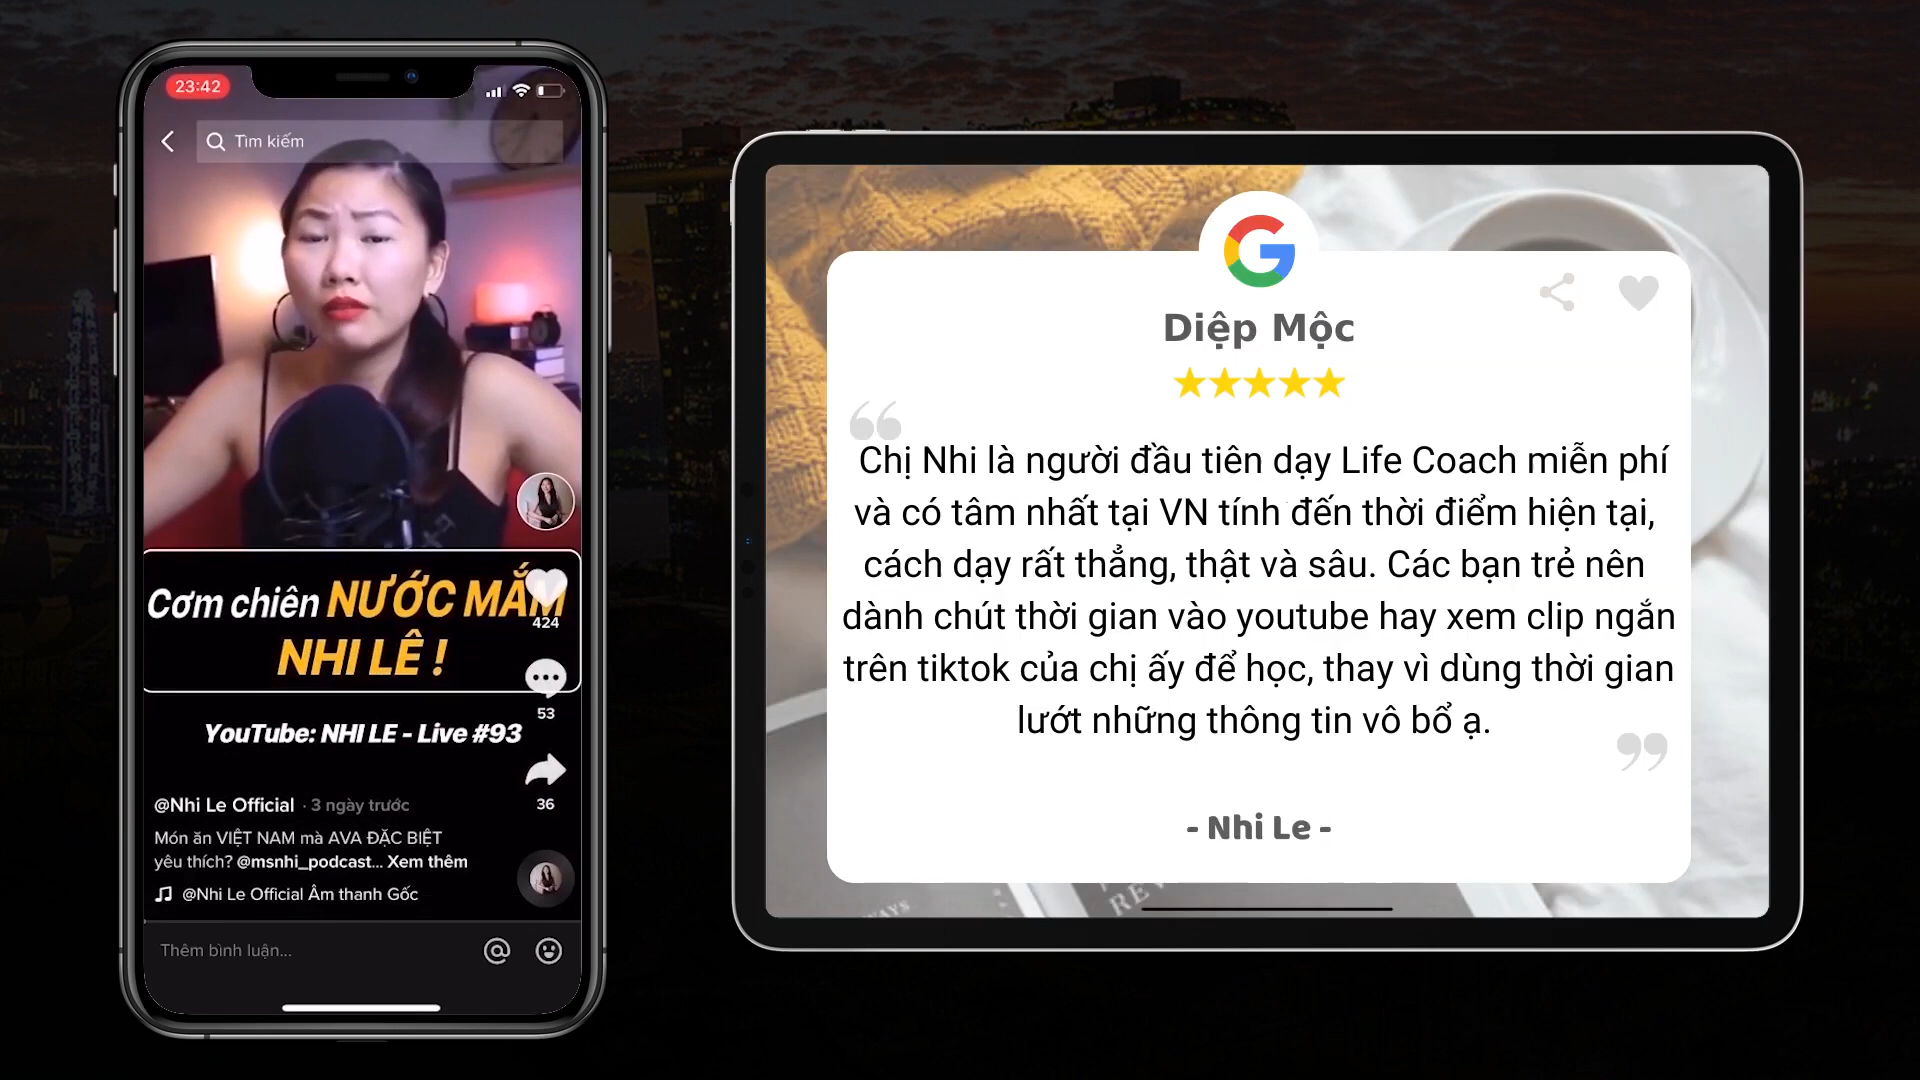 23:42
Tìm kiếm
Cơm chiên NƯỚC MẮM
NHI LÊ !
424
53
YouTube: NHI LE - Live #93
36
@Nhi Le Official · 3 ngày trước
Món ăn VIỆT NAM mà AVA ĐẶC BIỆT
yêu thích? @msnhi_podcast... Xem thêm
@Nhi Le Official Âm thanh Gốc
Thêm bình luận...
Diệp Mộc
Chị Nhi là người đầu tiên dạy Life Coach miễn phí
và có tâm nhất tại VN tính đến thời điểm hiện tại,
cách dạy rất thẳng, thật và sâu. Các bạn trẻ nên
dành chút thời gian vào youtube hay xem clip ngắn
trên tiktok của chị ấy để học, thay vì dùng thời gian
lướt những thông tin vô bổ ạ.
- Nhi Le -